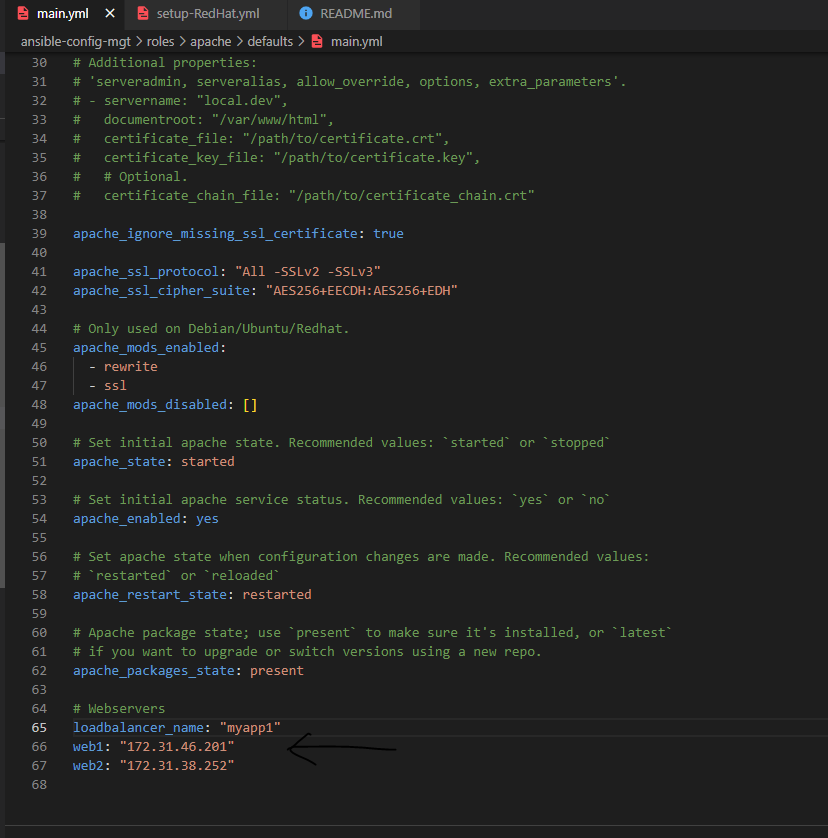 main.yml × setup-RedHat.yml README.md
ansible-config-mgt > roles > apache > defaults > main.yml
30 # Additional properties:
31 # 'serveradmin, serveralias, allow_override, options, extra_parameters'.
32 # - servername: "local.dev",
33 #   documentroot: "/var/www/html",
34 #   certificate_file: "/path/to/certificate.crt",
35 #   certificate_key_file: "/path/to/certificate.key",
36 #   # Optional.
37 #   certificate_chain_file: "/path/to/certificate_chain.crt"
38
39 apache_ignore_missing_ssl_certificate: true
40
41 apache_ssl_protocol: "All -SSLv2 -SSLv3"
42 apache_ssl_cipher_suite: "AES256+EECDH:AES256+EDH"
43
44 # Only used on Debian/Ubuntu/Redhat.
45 apache_mods_enabled:
46   - rewrite
47   - ssl
48 apache_mods_disabled: []
49
50 # Set initial apache state. Recommended values: `started` or `stopped`
51 apache_state: started
52
53 # Set initial apache service status. Recommended values: `yes` or `no`
54 apache_enabled: yes
55
56 # Set apache state when configuration changes are made. Recommended values:
57 # `restarted` or `reloaded`
58 apache_restart_state: restarted
59
60 # Apache package state; use `present` to make sure it's installed, or `latest`
61 # if you want to upgrade or switch versions using a new repo.
62 apache_packages_state: present
63
64 # Webservers
65 loadbalancer_name: "myapp1"
66 web1: "172.31.46.201"
67 web2: "172.31.38.252"
68